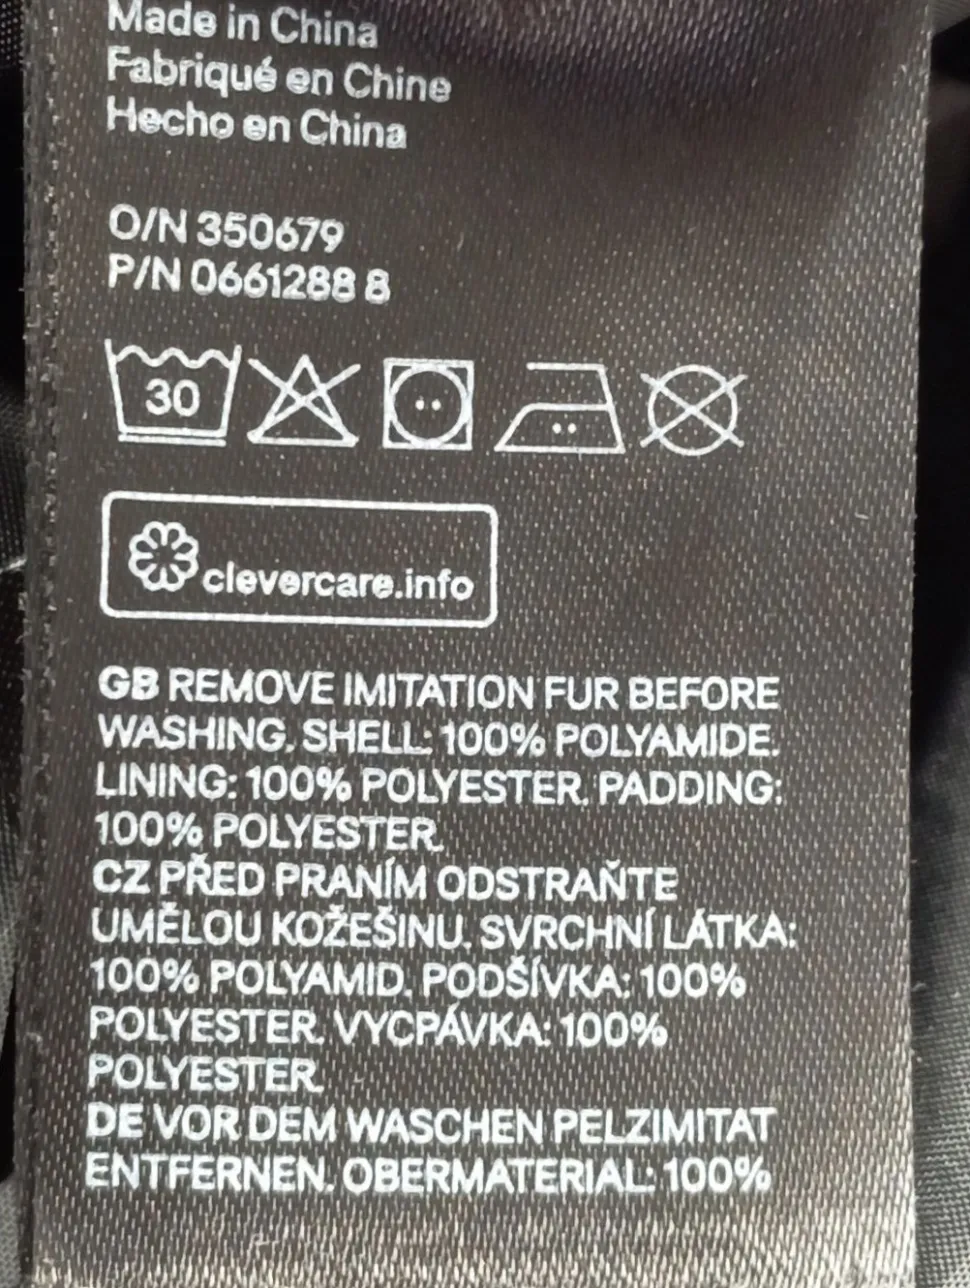 Made in China
Fabriqué en Chine
Hecho en China
O/N 350679
P/N 0661288 8
30
clevercare.info
GB REMOVE IMITATION FUR BEFORE
WASHING. SHELL: 100% POLYAMIDE.
LINING: 100% POLYESTER. PADDING:
100% POLYESTER.
CZ PŘED PRANÍM ODSTRAŇTE
UMĚLOU KOŽEŠINU. SVRCHNÍ LÁTKA:
100% POLYAMID. PODŠÍVKA: 100%
POLYESTER. VYCPÁVKA: 100%
POLYESTER.
DE VOR DEM WASCHEN PELZIMITAT
ENTFERNEN. OBERMATERIAL: 100%